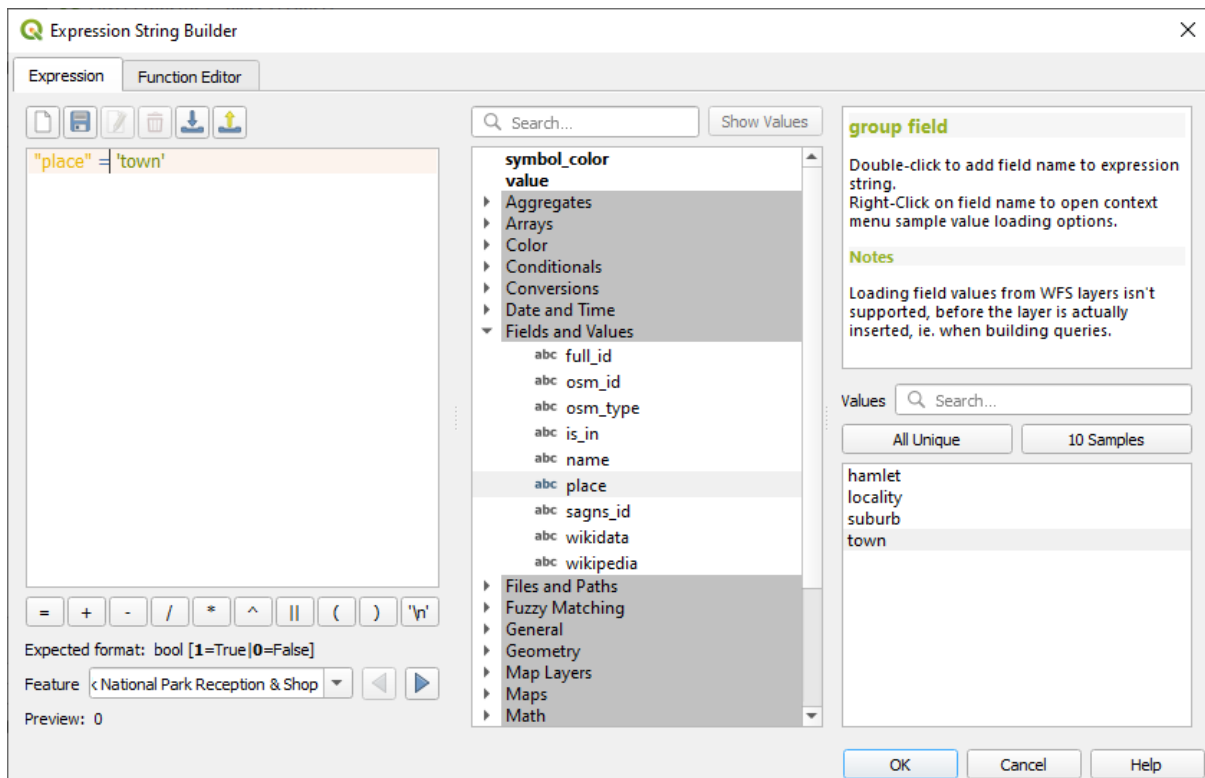 Expression String Builder
Expression
Function Editor
"place" = 'town'
= + - / * ^ || ( ) '\n'
Expected format: bool [1=True|0=False]
Feature
National Park Reception & Shop
Preview: 0
Search...
Show Values
symbol_color
value
Aggregates
Arrays
Color
Conditionals
Conversions
Date and Time
Fields and Values
abc full_id
abc osm_id
abc osm_type
abc is_in
abc name
abc place
abc sagns_id
abc wikidata
abc wikipedia
Files and Paths
Fuzzy Matching
General
Geometry
Map Layers
Maps
Math
group field
Double-click to add field name to expression
string.
Right-Click on field name to open context
menu sample value loading options.
Notes
Loading field values from WFS layers isn't
supported, before the layer is actually
inserted, ie. when building queries.
Values
Search...
All Unique
10 Samples
hamlet
locality
suburb
town
OK
Cancel
Help